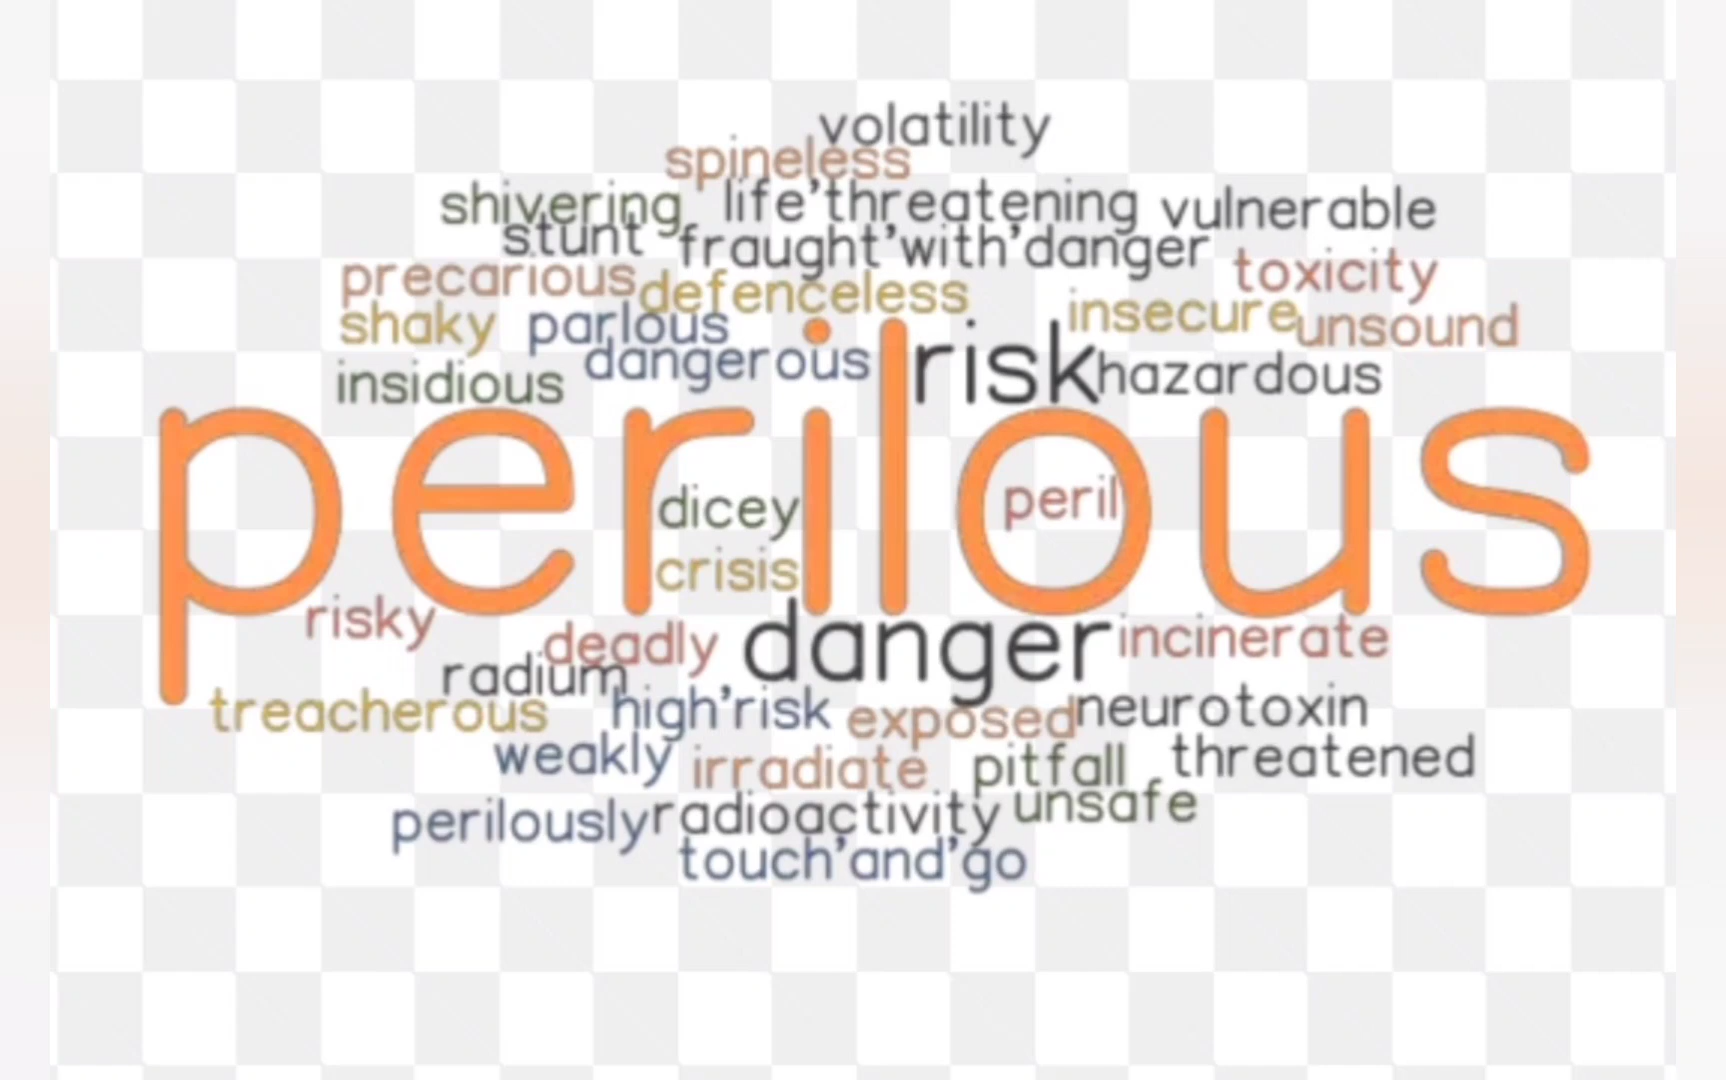 volatility
spineless
shivering life'threatening vulnerable
stunt fraught'with'danger
precarious defenceless toxicity
shaky parlous insecure unsound
insidious dangerous risk hazardous
perilous
dicey peril
crisis
risky deadly danger incinerate
radium
treacherous high'risk exposed neurotoxin
weakly irradiate pitfall threatened
perilously radioactivity unsafe
touch'and'go